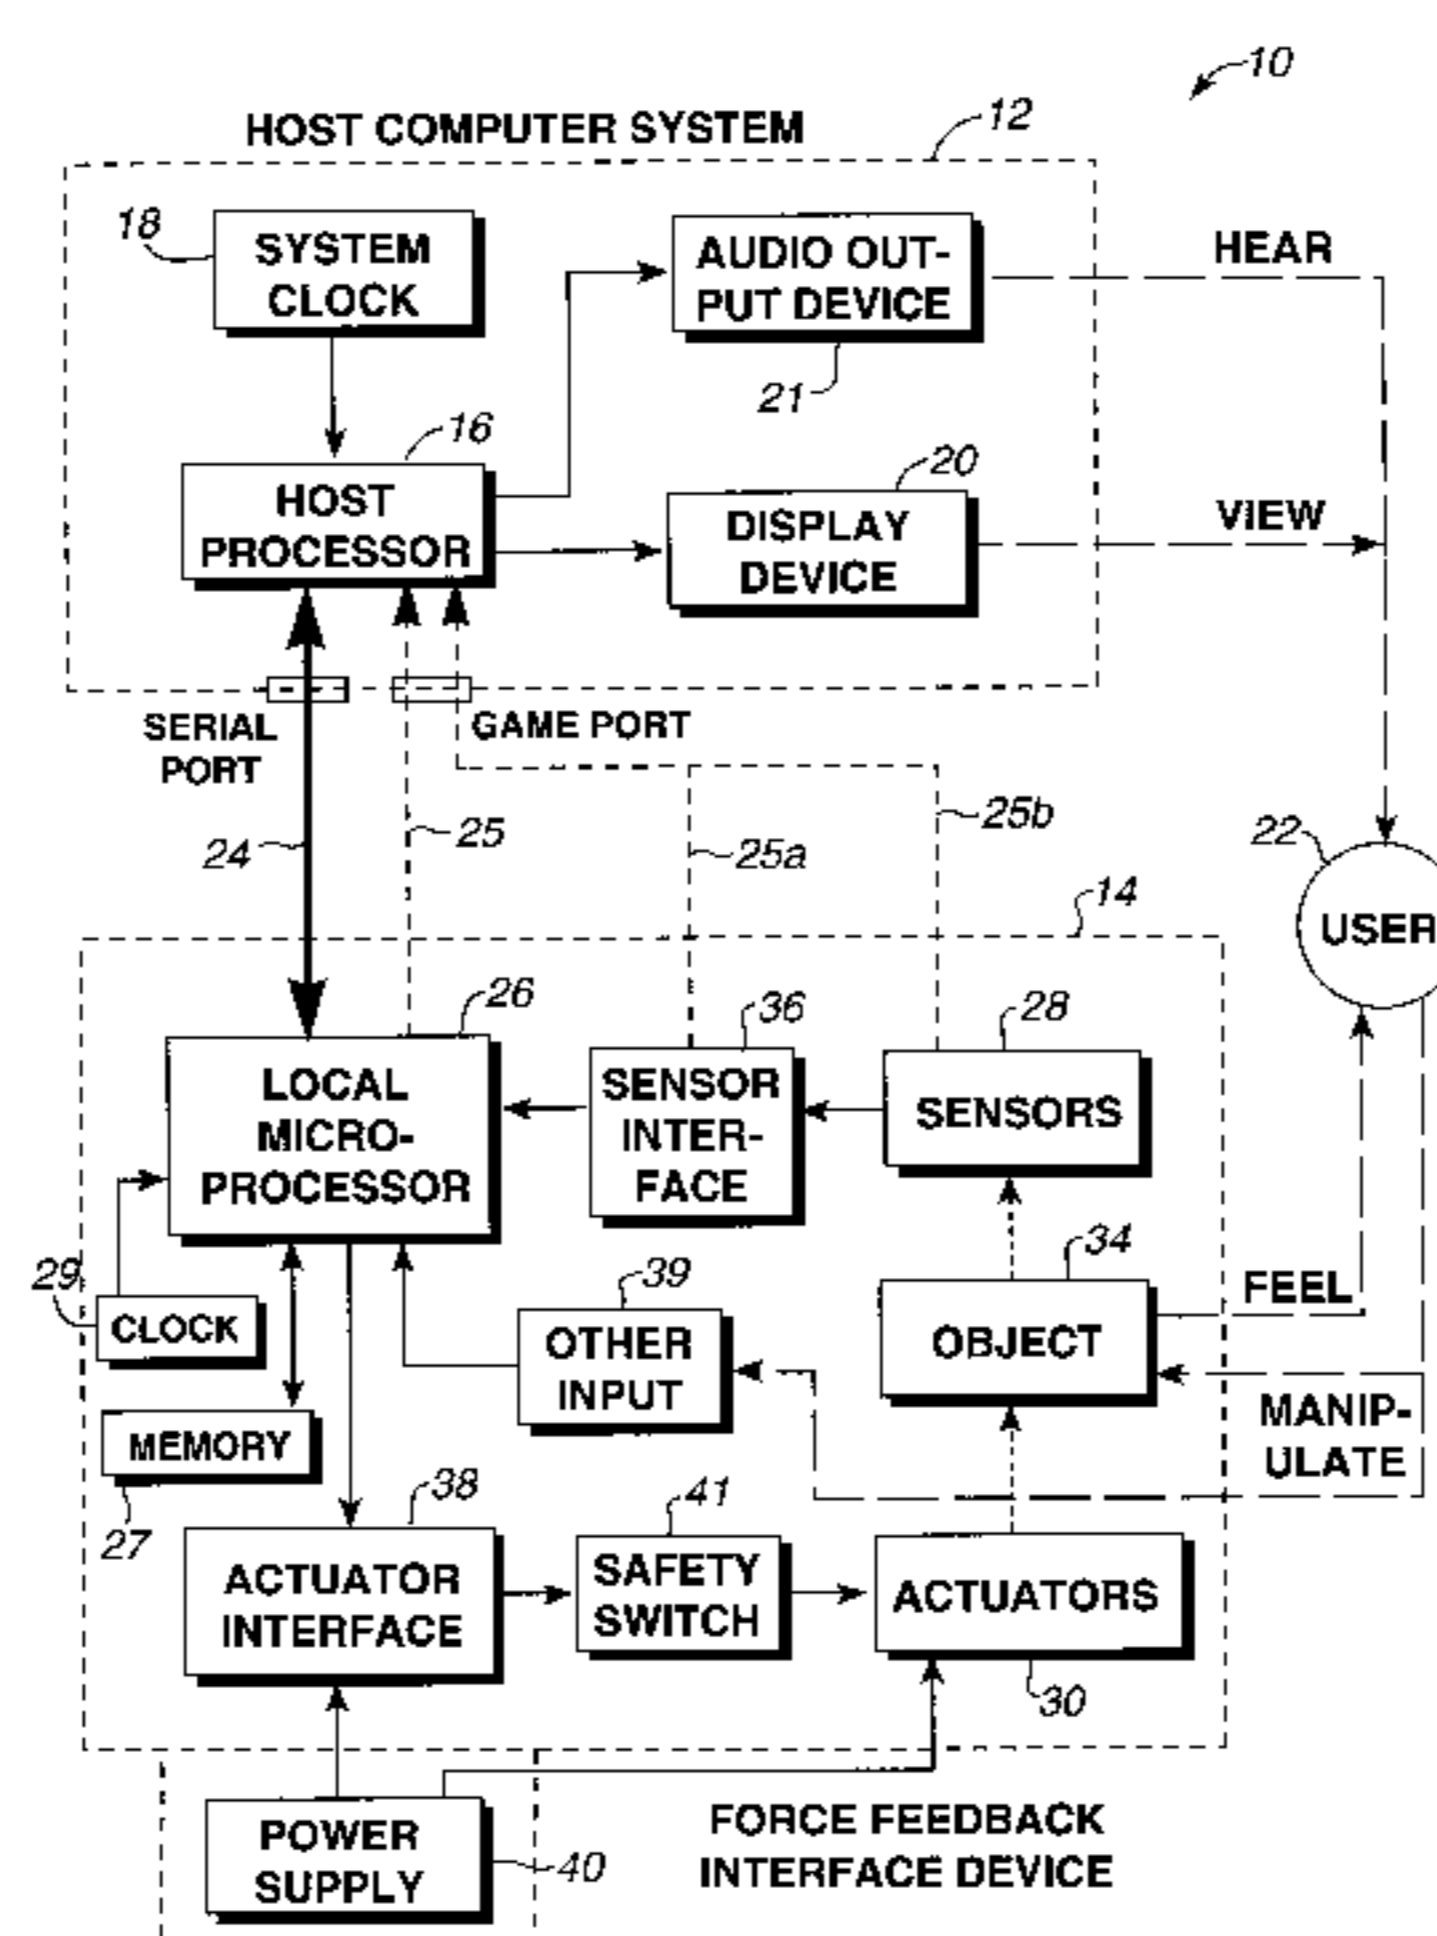 10
HOST COMPUTER SYSTEM
12
18
SYSTEM
CLOCK
AUDIO OUT-
PUT DEVICE
21
HEAR
16
HOST
PROCESSOR
20
DISPLAY
DEVICE
VIEW
SERIAL
PORT
GAME PORT
24
25
25a
25b
22
USER
14
26
LOCAL
MICRO-
PROCESSOR
36
SENSOR
INTER-
FACE
28
SENSORS
29
CLOCK
39
OTHER
INPUT
34
OBJECT
FEEL
MANIP-
ULATE
MEMORY
27
38
ACTUATOR
INTERFACE
41
SAFETY
SWITCH
ACTUATORS
30
POWER
SUPPLY
40
FORCE FEEDBACK
INTERFACE DEVICE